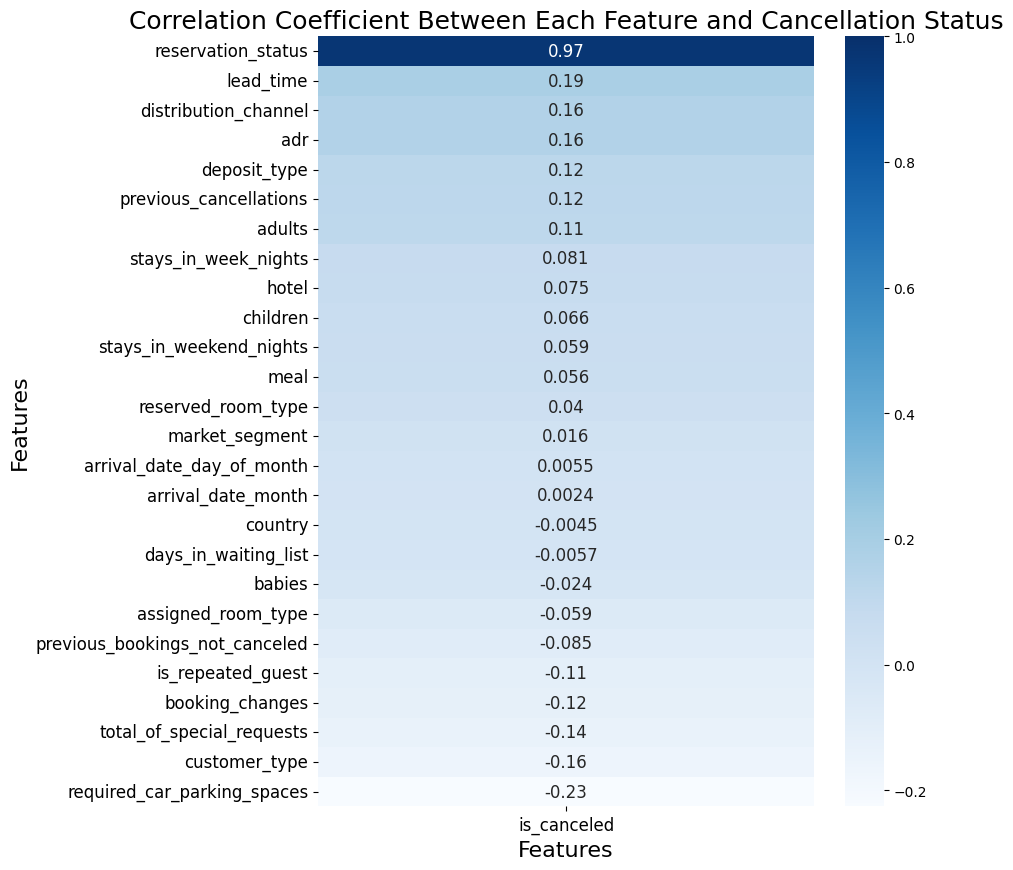 Correlation Coefficient Between Each Feature and Cancellation Status
reservation_status 0.97
lead_time 0.19
distribution_channel 0.16
adr 0.16
deposit_type 0.12
previous_cancellations 0.12
adults 0.11
stays_in_week_nights 0.081
hotel 0.075
children 0.066
stays_in_weekend_nights 0.059
meal 0.056
reserved_room_type 0.04
market_segment 0.016
arrival_date_day_of_month 0.0055
arrival_date_month 0.0024
country -0.0045
days_in_waiting_list -0.0057
babies -0.024
assigned_room_type -0.059
previous_bookings_not_canceled -0.085
is_repeated_guest -0.11
booking_changes -0.12
total_of_special_requests -0.14
customer_type -0.16
required_car_parking_spaces -0.23
is_canceled
Features
Features
1.0
0.8
0.6
0.4
0.2
0.0
−0.2